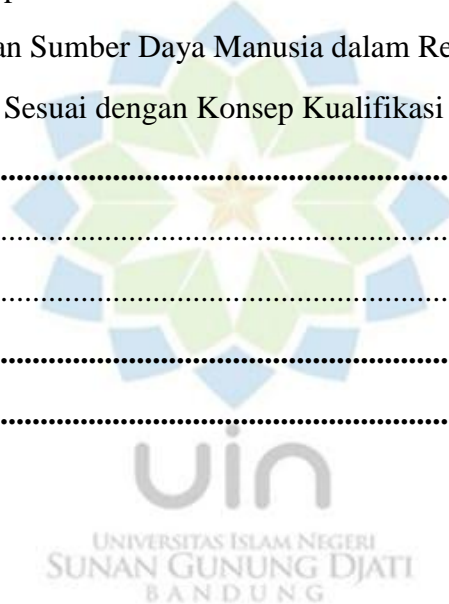 an Sumber Daya Manusia dalam Re
Sesuai dengan Konsep Kualifikasi
................................................................
................................................................
................................................................
................................................................
................................................................
uin
UNIVERSITAS ISLAM NEGERI
SUNAN GUNUNG DJATI
BANDUNG